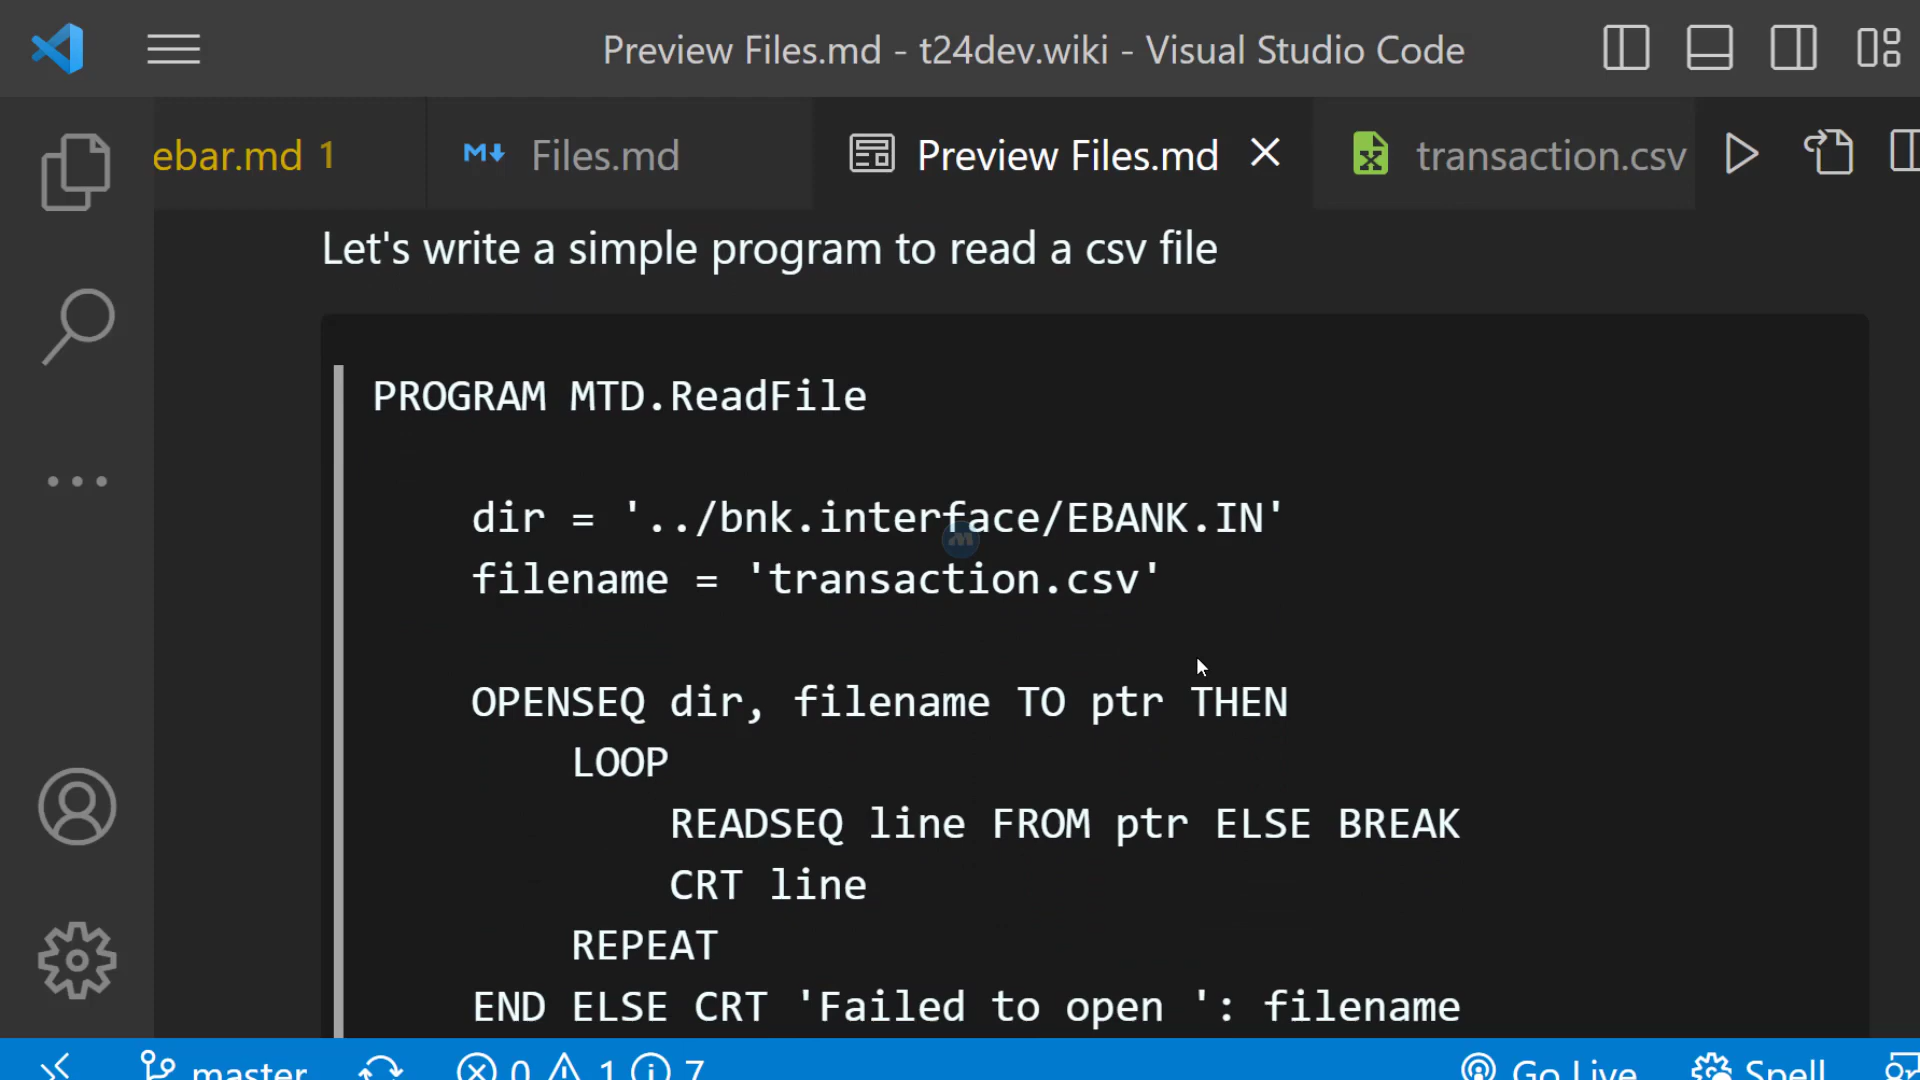 Preview Files.md - t24dev.wiki - Visual Studio Code
ebar.md 1
Files.md
Preview Files.md
transaction.csv
Let's write a simple program to read a csv file
PROGRAM MTD.ReadFile
dir = '../bnk.interface/EBANK.IN'
filename = 'transaction.csv'
OPENSEQ dir, filename TO ptr THEN
LOOP
READSEQ line FROM ptr ELSE BREAK
CRT line
REPEAT
END ELSE CRT 'Failed to open ': filename
master 0 1 7 Go Live Spell